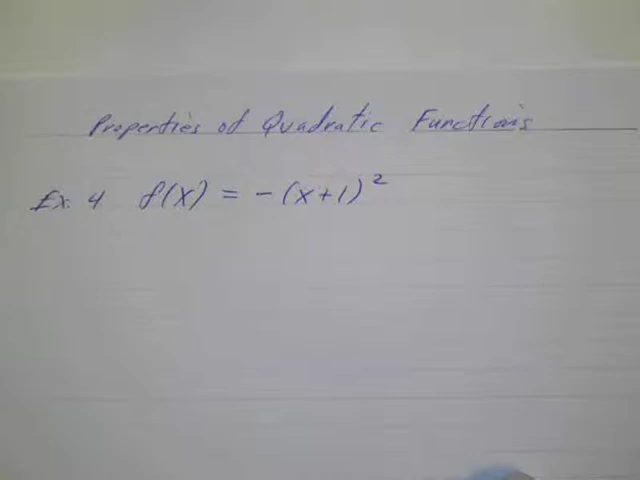 Properties of Quadratic Functions
Ex. 4 f(x) = -(x+1)²